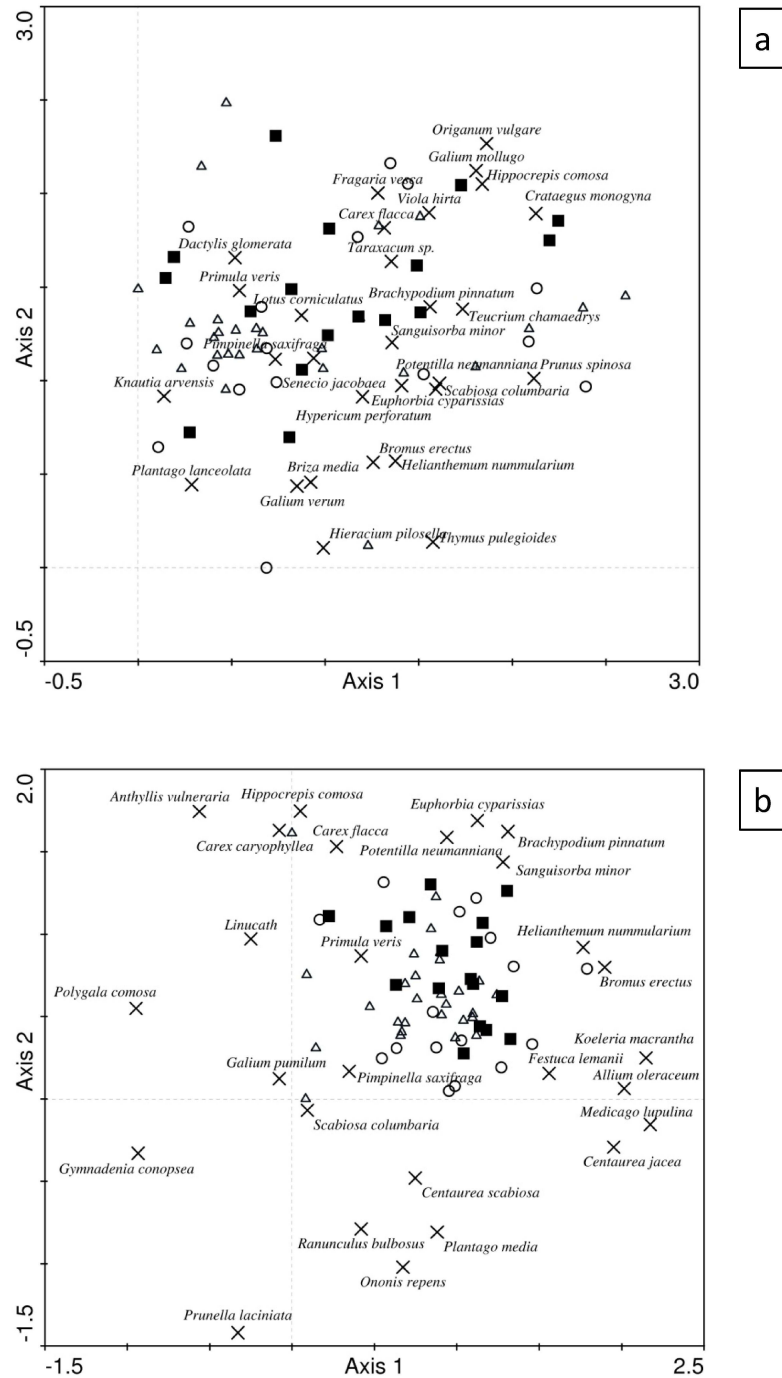 a
3.0
Origanum vulgare
Galium mollugo
Hippocrepis comosa
Fragaria vesca
Viola hirta
Crataegus monogyna
Carex flacca
Dactylis glomerata
Taraxacum sp.
Primula veris
Lotus corniculatus
Brachypodium pinnatum
Teucrium chamaedrys
Axis 2
Pimpinella saxifraga
Sanguisorba minor
Knautia arvensis
Senecio jacobaea
Potentilla neumanniana
Prunus spinosa
Scabiosa columbaria
Euphorbia cyparissias
Hypericum perforatum
Bromus erectus
Plantago lanceolata
Briza media
Helianthemum nummularium
Galium verum
Hieracium pilosella
Thymus pulegioides
-0.5
-0.5
Axis 1
3.0
b
2.0
Anthyllis vulneraria
Hippocrepis comosa
Euphorbia cyparissias
Carex caryophyllea
Carex flacca
Potentilla neumanniana
Brachypodium pinnatum
Sanguisorba minor
Linucath
Primula veris
Helianthemum nummularium
Bromus erectus
Polygala comosa
Axis 2
Koeleria macrantha
Galium pumilum
Pimpinella saxifraga
Festuca lemanii
Allium oleraceum
Scabiosa columbaria
Medicago lupulina
Gymnadenia conopsea
Centaurea jacea
Centaurea scabiosa
Ranunculus bulbosus
Plantago media
Ononis repens
Prunella laciniata
-1.5
-1.5
Axis 1
2.5